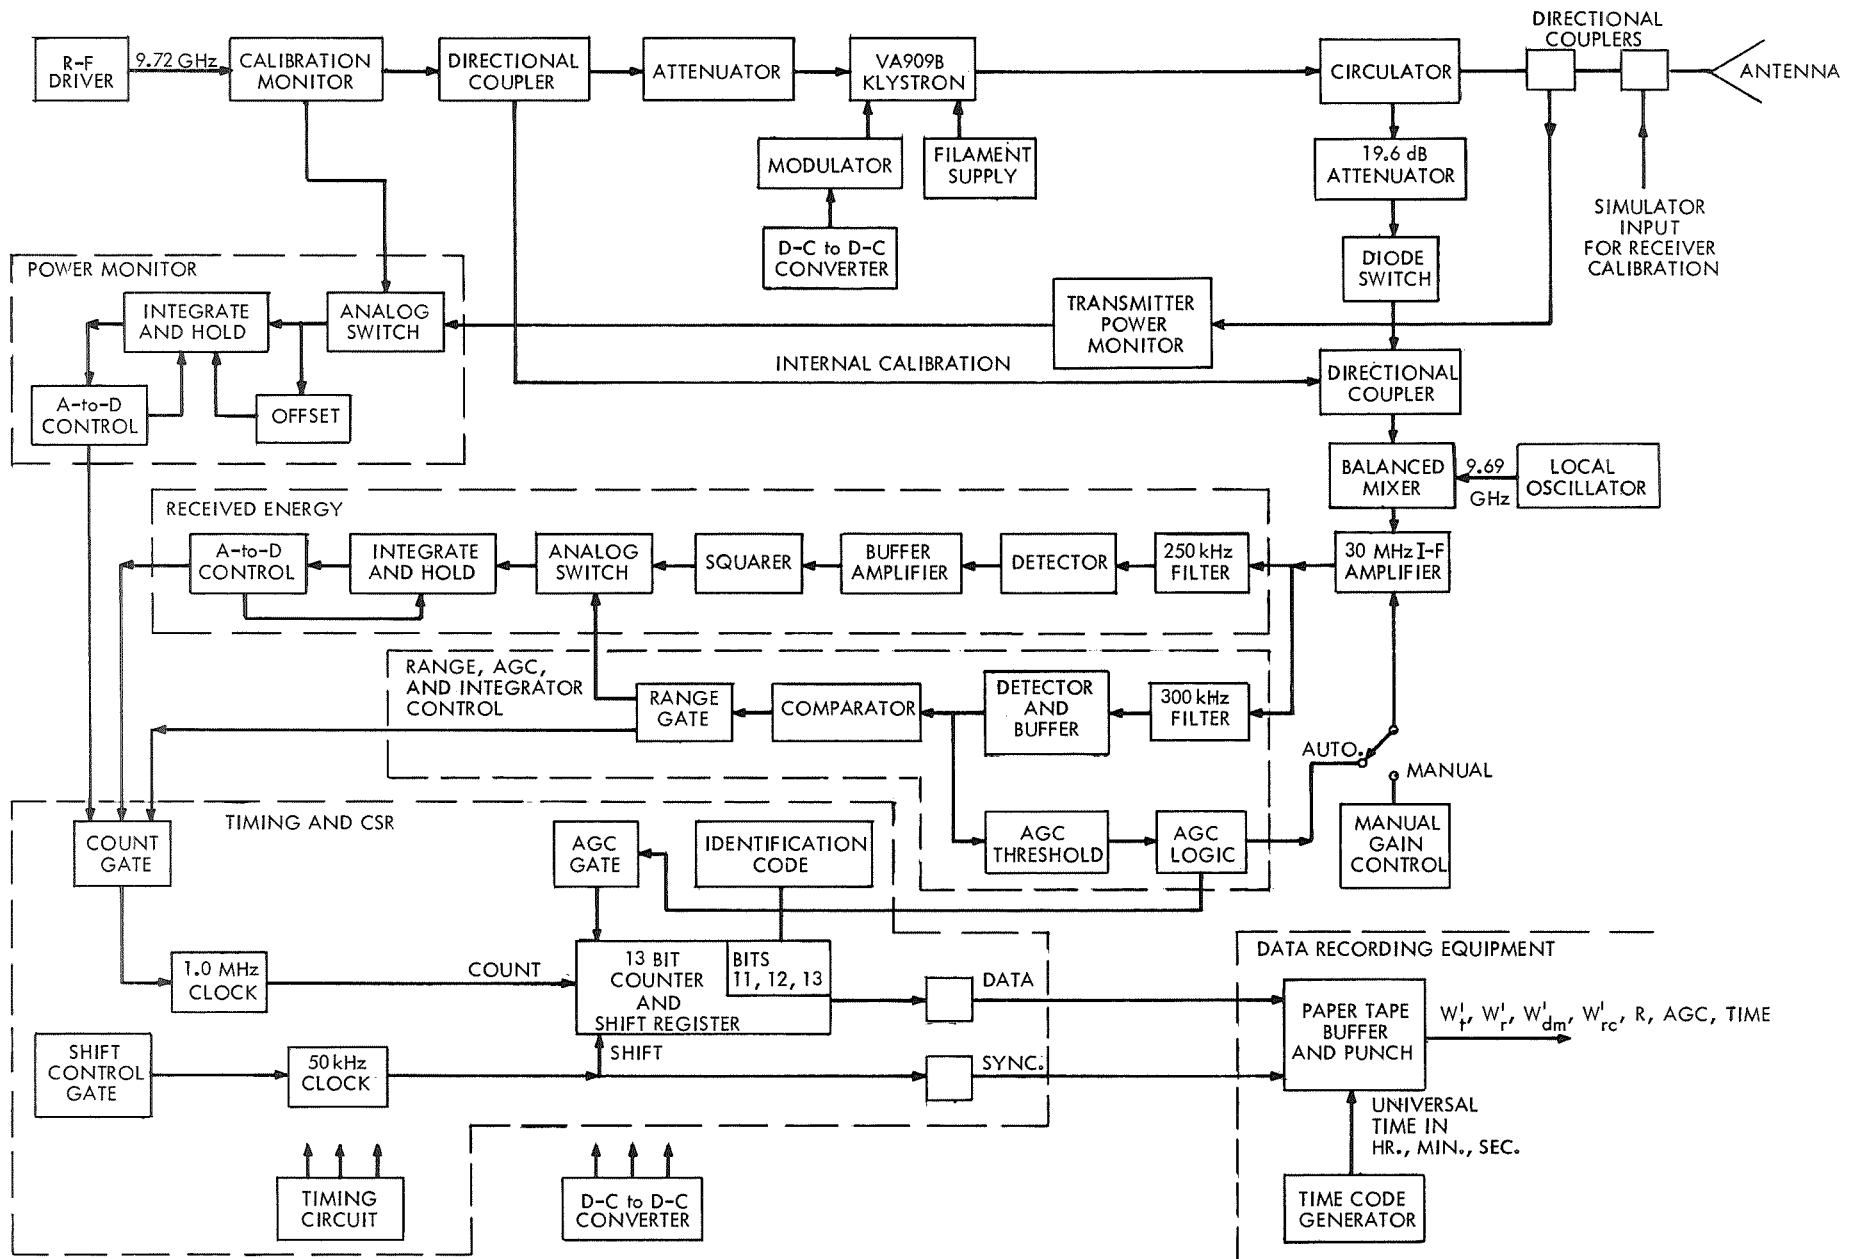 DIRECTIONAL
COUPLERS
R-F
DRIVER
9.72 GHz
CALIBRATION
MONITOR
DIRECTIONAL
COUPLER
ATTENUATOR
VA909B
KLYSTRON
CIRCULATOR
ANTENNA
MODULATOR
FILAMENT
SUPPLY
19.6 dB
ATTENUATOR
D-C to D-C
CONVERTER
DIODE
SWITCH
SIMULATOR
INPUT
FOR RECEIVER
CALIBRATION
POWER MONITOR
INTEGRATE
AND HOLD
ANALOG
SWITCH
TRANSMITTER
POWER
MONITOR
INTERNAL CALIBRATION
DIRECTIONAL
COUPLER
A-to-D
CONTROL
OFFSET
BALANCED
MIXER
9.69
GHz
LOCAL
OSCILLATOR
RECEIVED ENERGY
A-to-D
CONTROL
INTEGRATE
AND HOLD
ANALOG
SWITCH
SQUARER
BUFFER
AMPLIFIER
DETECTOR
250 kHz
FILTER
30 MHz I-F
AMPLIFIER
RANGE, AGC,
AND INTEGRATOR
CONTROL
RANGE
GATE
COMPARATOR
DETECTOR
AND
BUFFER
300 kHz
FILTER
AUTO.
MANUAL
TIMING AND CSR
COUNT
GATE
AGC
GATE
IDENTIFICATION
CODE
AGC
THRESHOLD
AGC
LOGIC
MANUAL
GAIN
CONTROL
1.0 MHz
CLOCK
COUNT
13 BIT
COUNTER
AND
SHIFT REGISTER
BITS
11, 12, 13
DATA
DATA RECORDING EQUIPMENT
PAPER TAPE
BUFFER
AND PUNCH
W't, W'r, W'dm, W'rc, R, AGC, TIME
SHIFT
CONTROL
GATE
50 kHz
CLOCK
SHIFT
SYNC.
UNIVERSAL
TIME IN
HR., MIN., SEC.
TIMING
CIRCUIT
D-C to D-C
CONVERTER
TIME CODE
GENERATOR